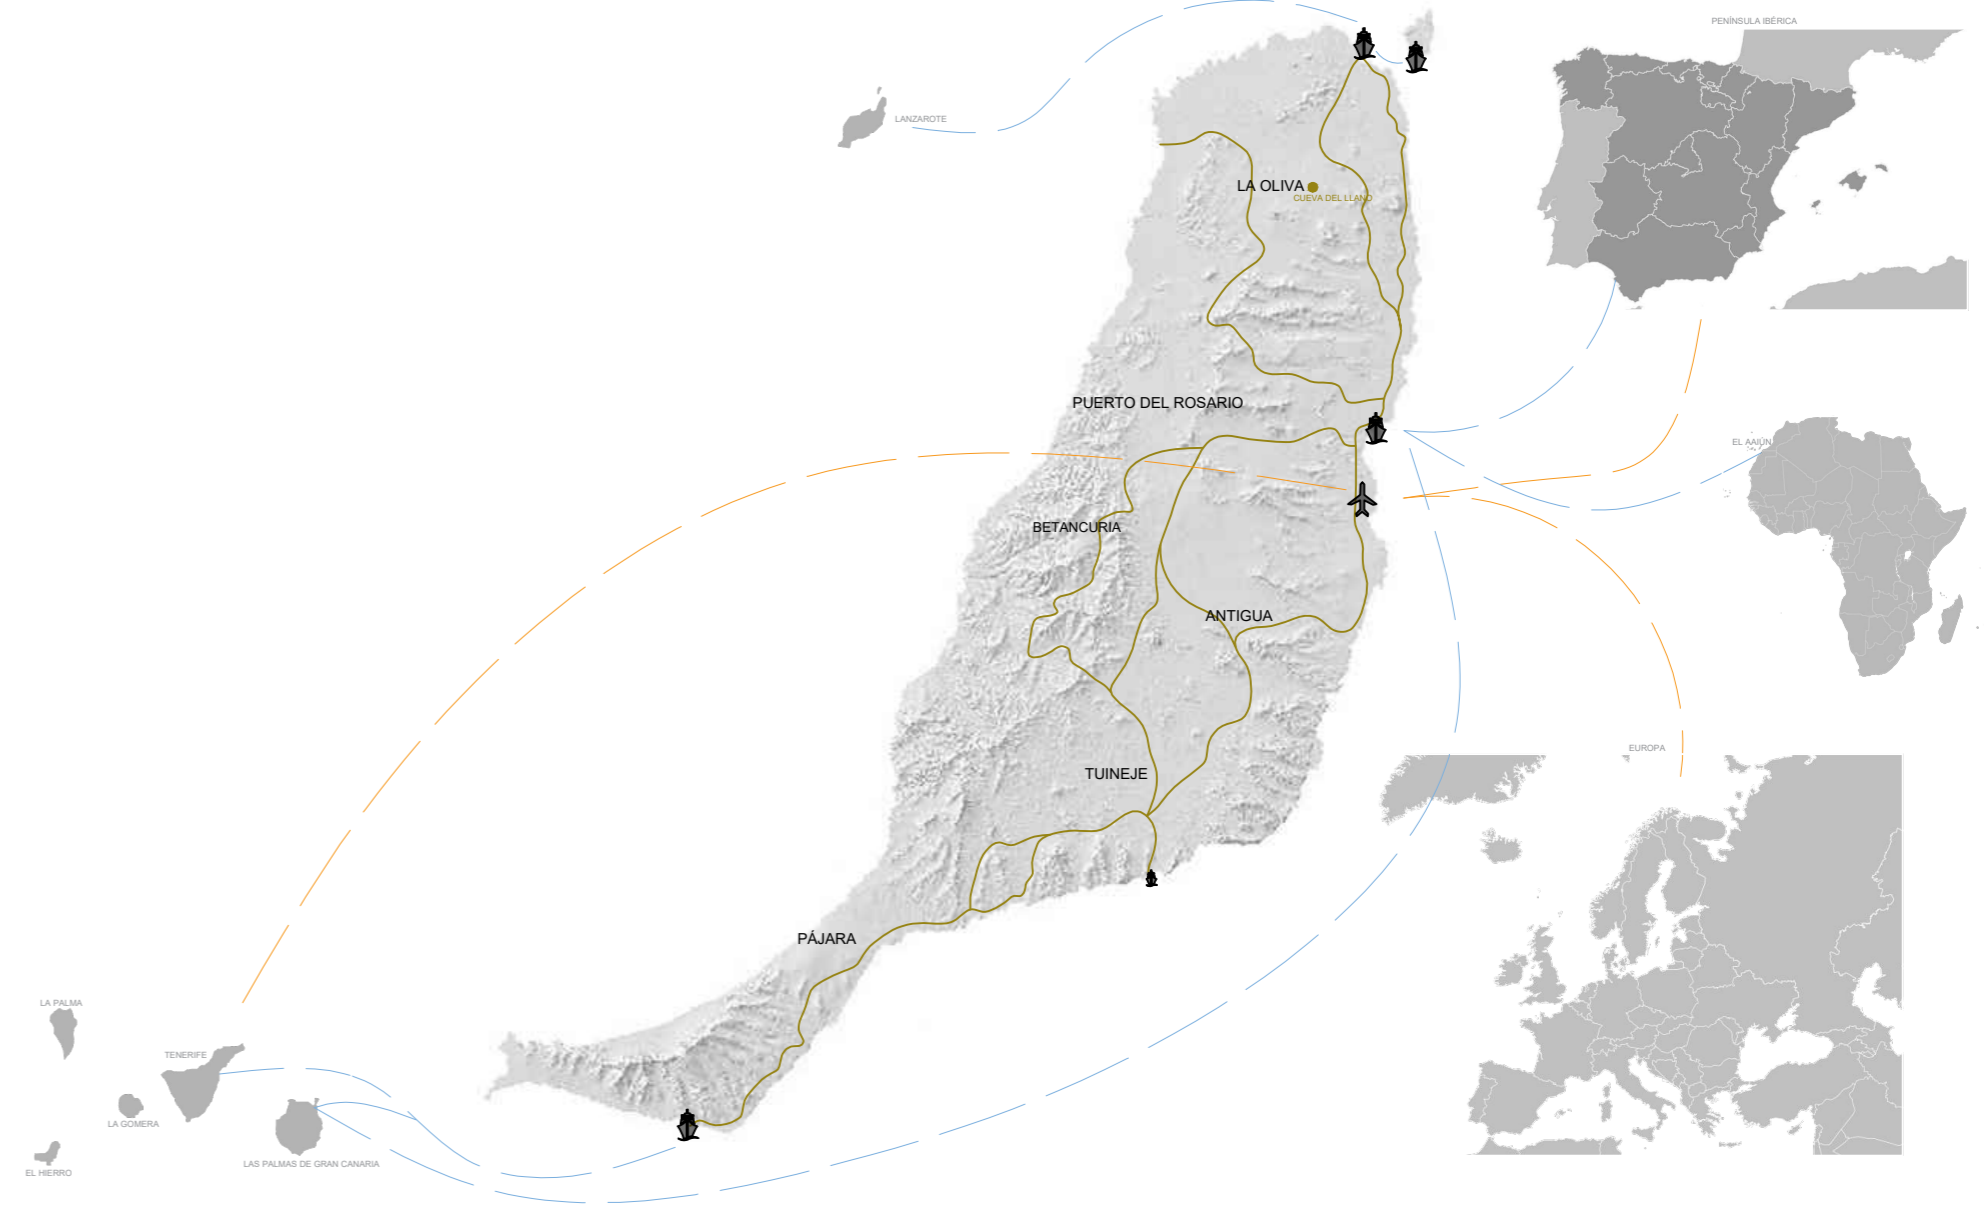 PENÍNSULA IBÉRICA
LANZAROTE
LA OLIVA
CUEVA DEL LLANO
PUERTO DEL ROSARIO
EL AAIÚN
BETANCURIA
ANTIGUA
EUROPA
TUINEJE
PÁJARA
LA PALMA
TENERIFE
LA GOMERA
LAS PALMAS DE GRAN CANARIA
EL HIERRO